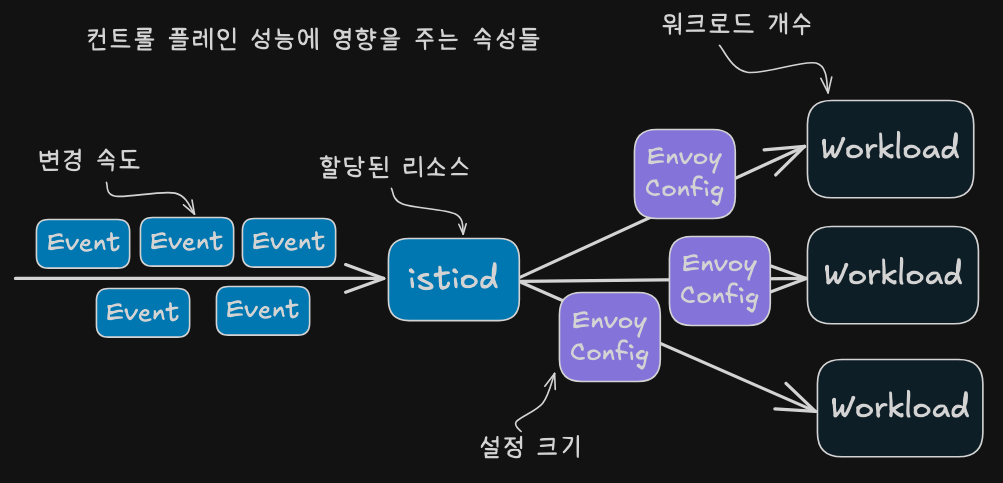 컨트롤 플레인 성능에 영향을 주는 속성들
워크로드 개수
변경 속도
할당된 리소스
Event
Event
Event
Event
Event
istiod
Envoy
Config
Envoy
Config
Envoy
Config
Workload
Workload
Workload
설정 크기